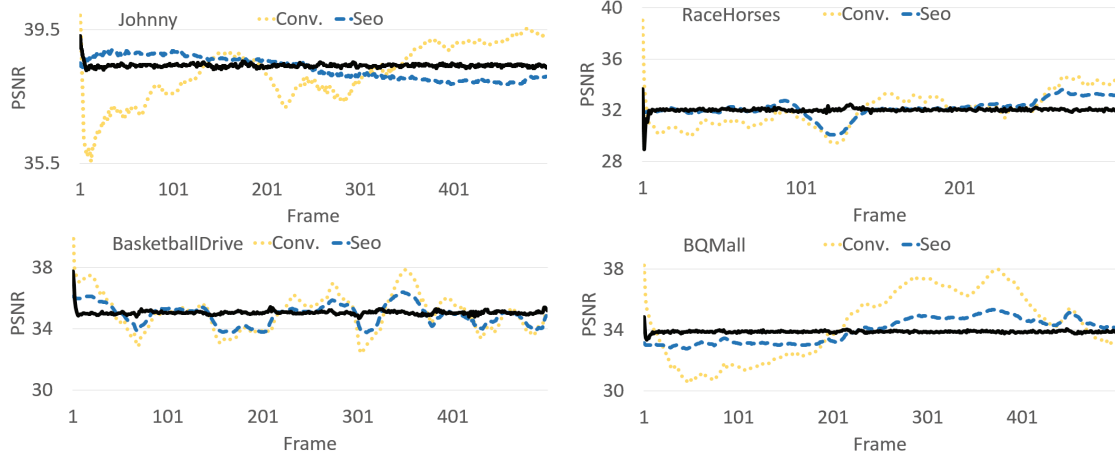 Johnny Conv. Seo
39.5
PSNR
35.5
1 101 201 301 401
Frame
40 RaceHorses Conv. Seo
36
PSNR
32
28
1 101 201
Frame
BasketballDrive Conv. Seo
38
PSNR
34
30
1 101 201 301 401
Frame
BQMall Conv. Seo
38
PSNR
34
30
1 101 201 301 401
Frame